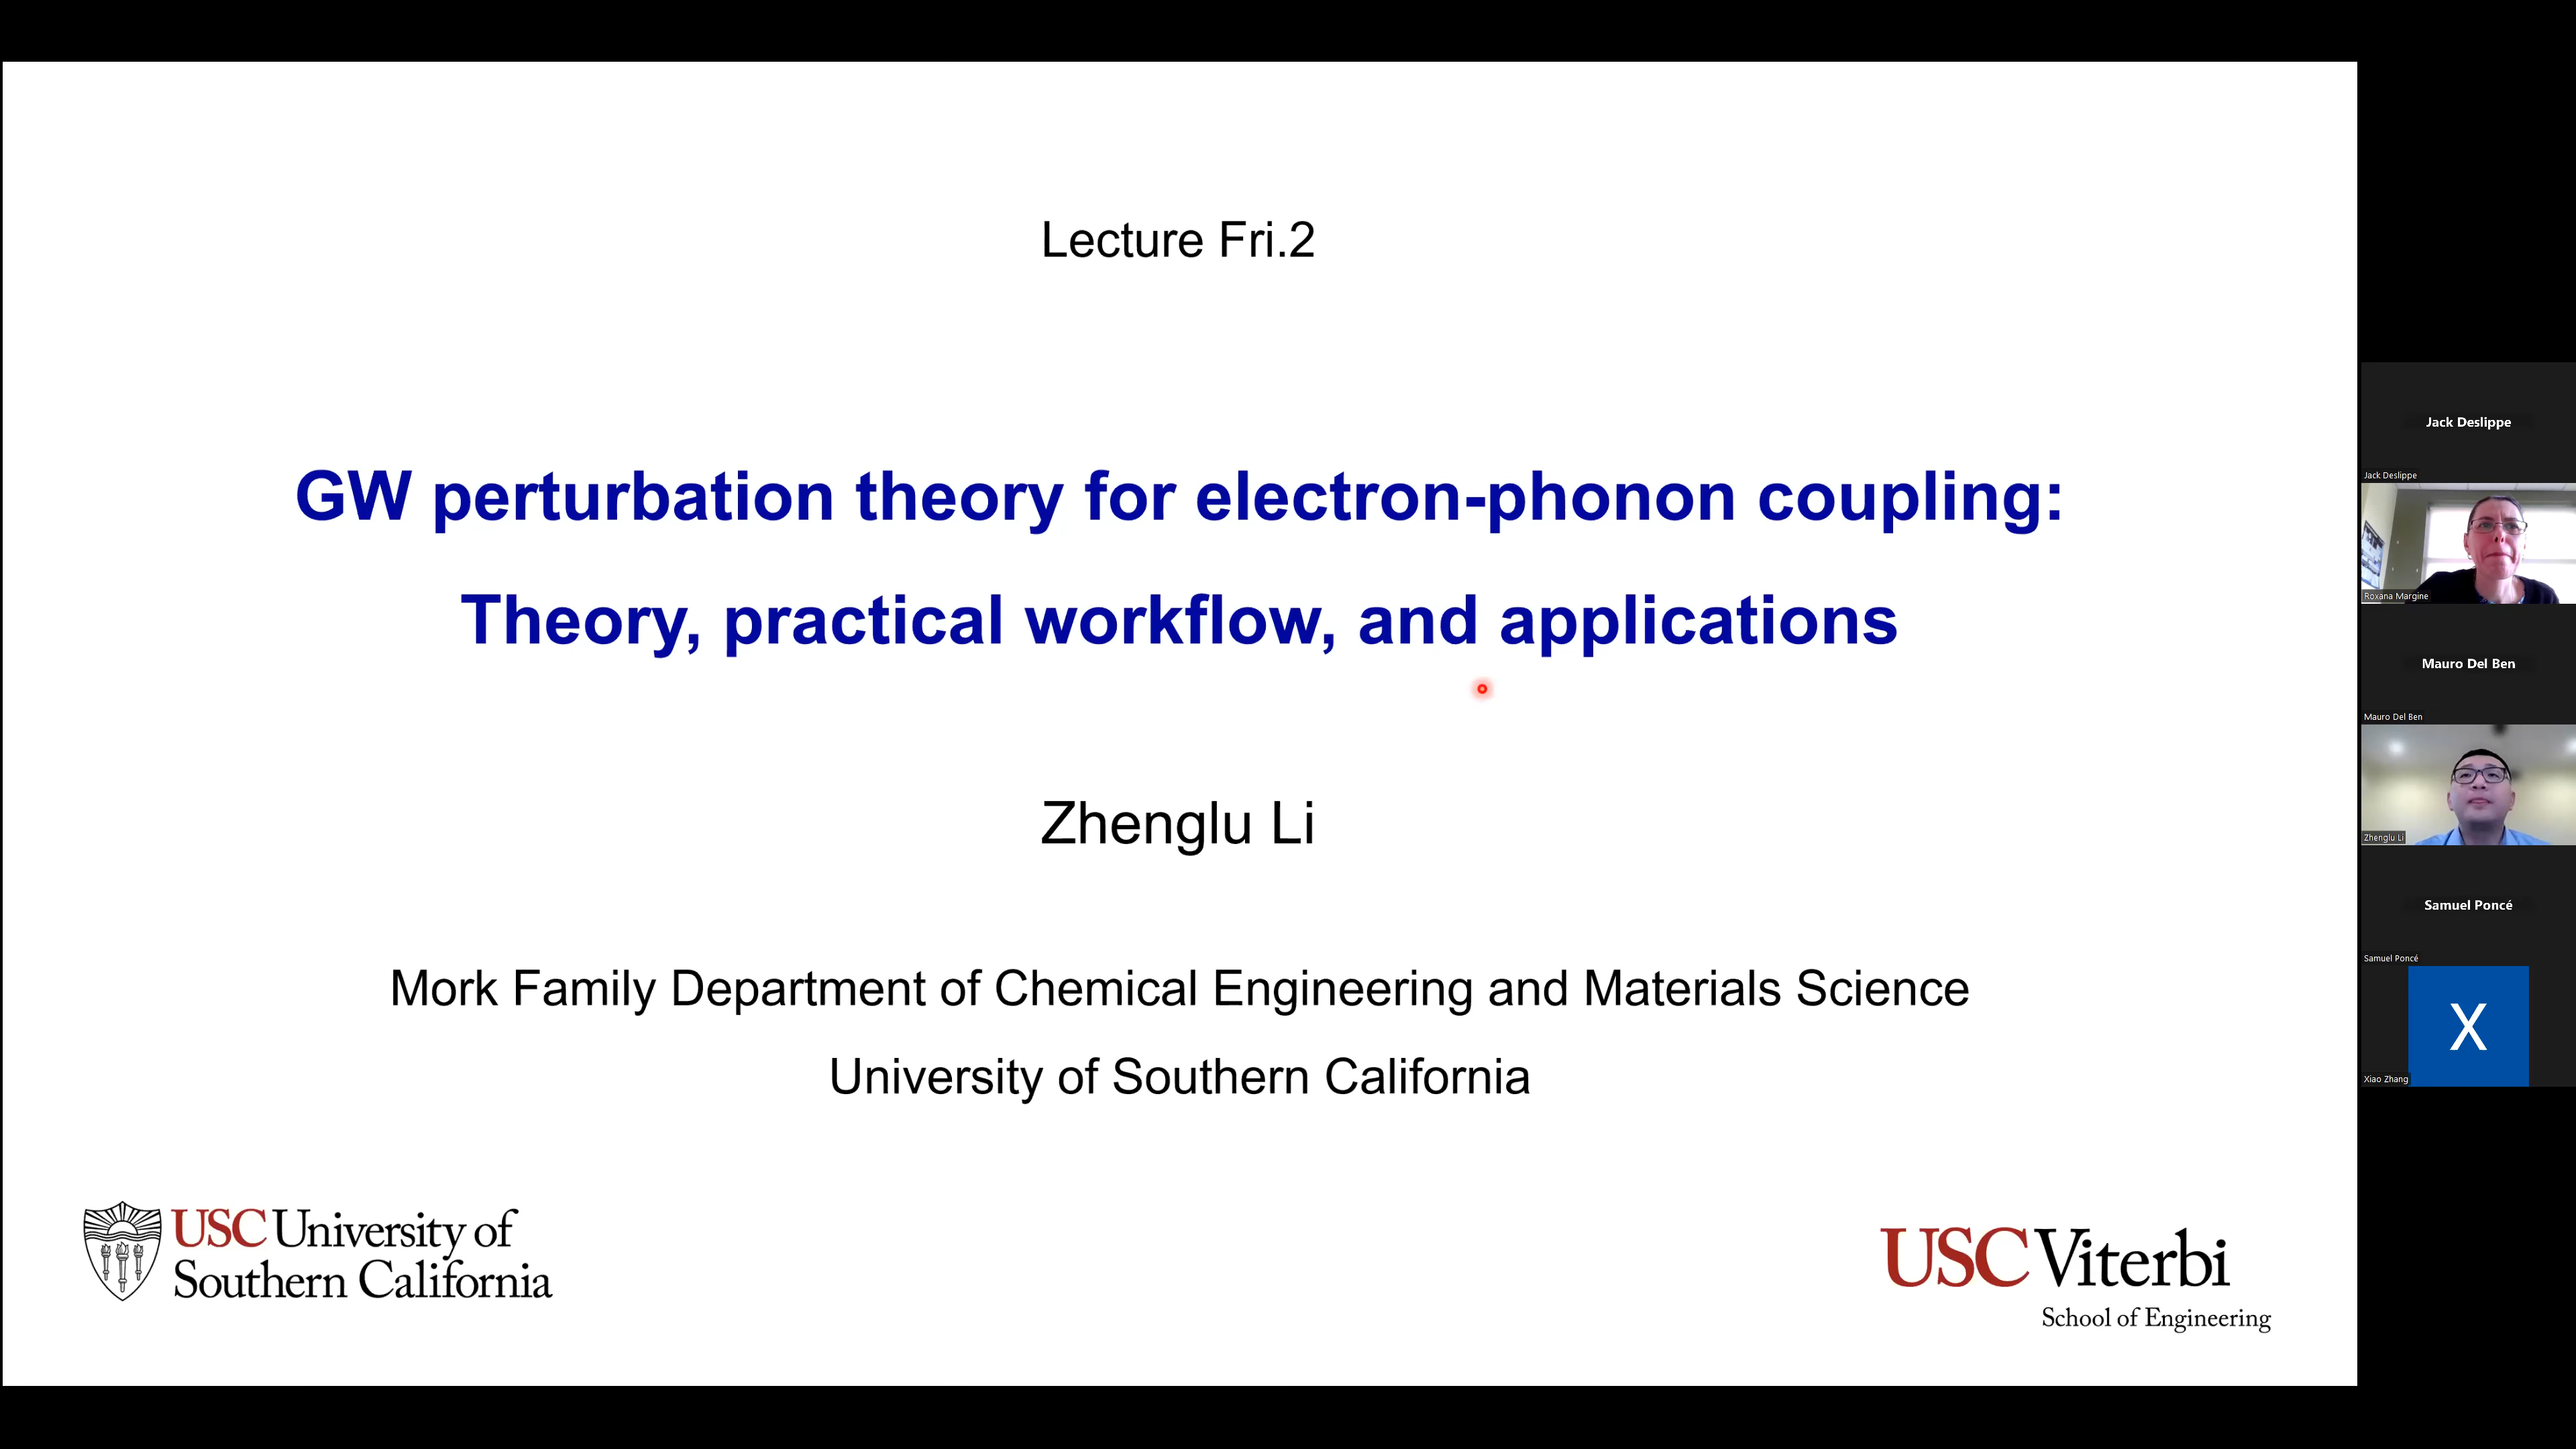 Lecture Fri.2
GW perturbation theory for electron-phonon coupling:
Theory, practical workflow, and applications
Zhenglu Li
Mork Family Department of Chemical Engineering and Materials Science
University of Southern California
USC University of
Southern California
USC Viterbi
School of Engineering
Jack Deslippe
Jack Deslippe
Roxana Margine
Mauro Del Ben
Mauro Del Ben
Zhenglu Li
Samuel Poncé
Samuel Poncé
X
Xiao Zhang